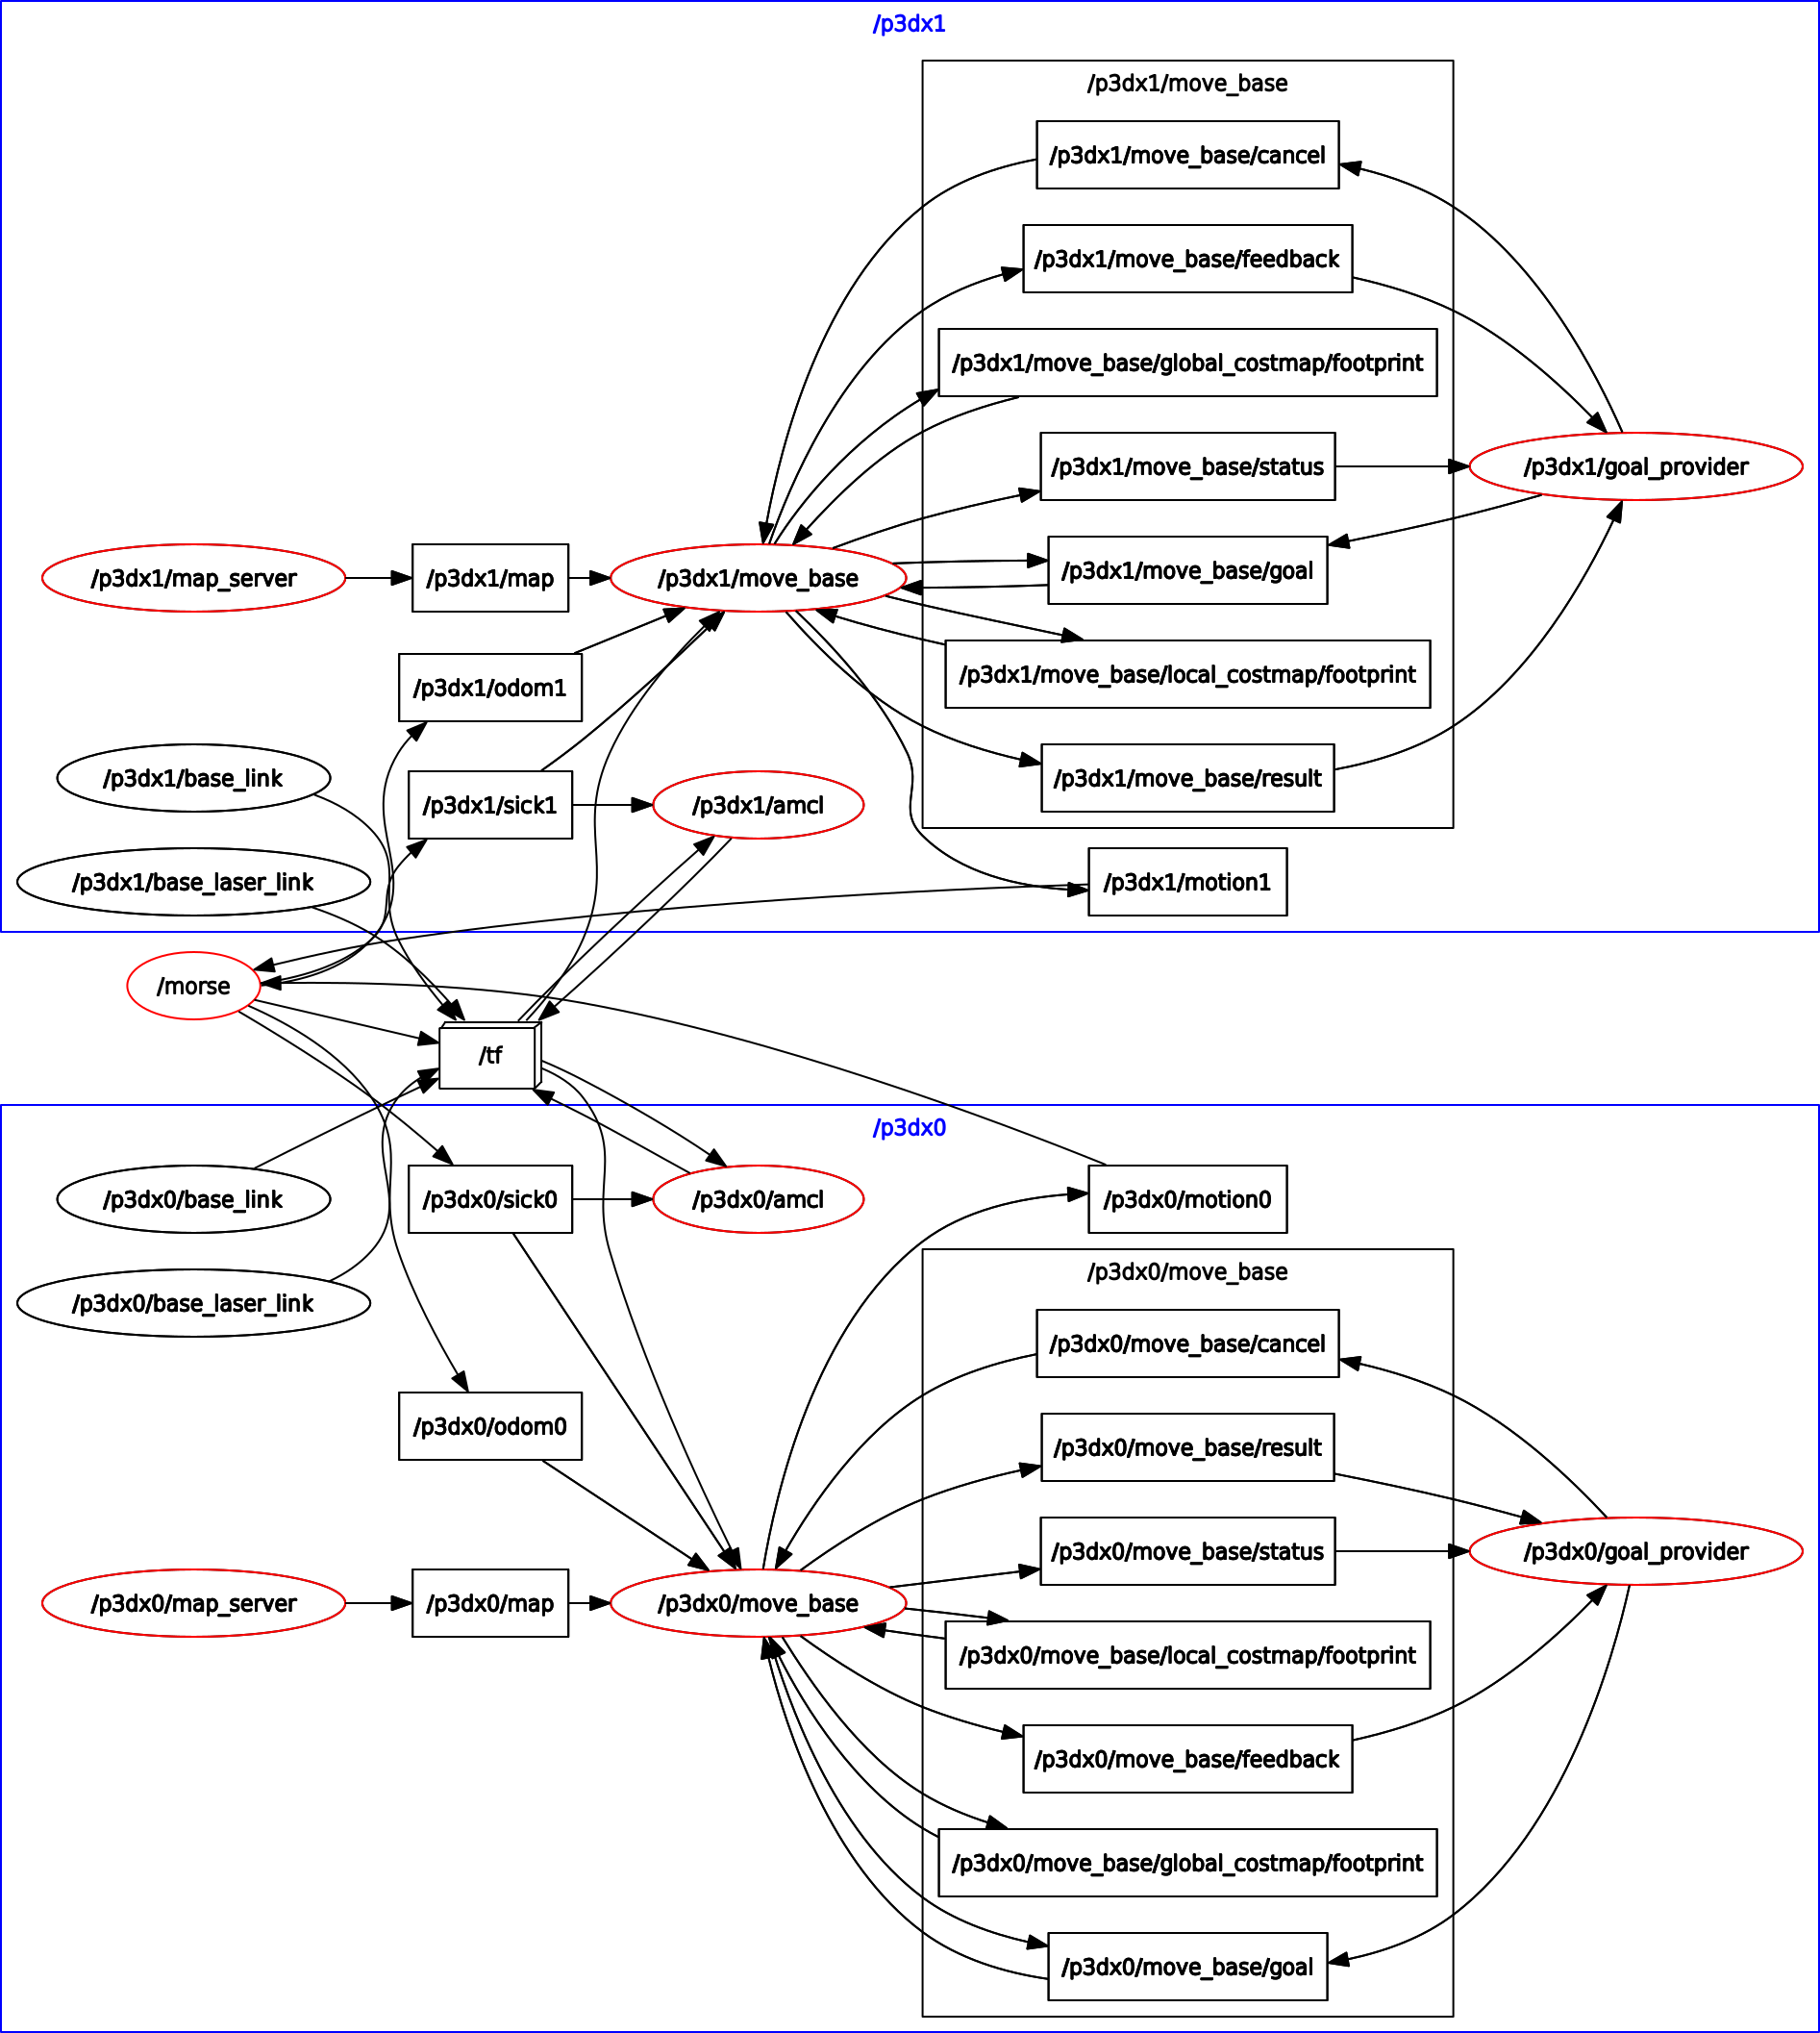 /p3dx1
/p3dx1/move_base
/p3dx1/move_base/cancel
/p3dx1/move_base/feedback
/p3dx1/move_base/global_costmap/footprint
/p3dx1/move_base/status
/p3dx1/goal_provider
/p3dx1/map_server
/p3dx1/map
/p3dx1/move_base
/p3dx1/move_base/goal
/p3dx1/odom1
/p3dx1/move_base/local_costmap/footprint
/p3dx1/base_link
/p3dx1/sick1
/p3dx1/amcl
/p3dx1/move_base/result
/p3dx1/base_laser_link
/p3dx1/motion1
/morse
/tf
/p3dx0
/p3dx0/base_link
/p3dx0/sick0
/p3dx0/amcl
/p3dx0/motion0
/p3dx0/move_base
/p3dx0/base_laser_link
/p3dx0/move_base/cancel
/p3dx0/odom0
/p3dx0/move_base/result
/p3dx0/move_base/status
/p3dx0/goal_provider
/p3dx0/map_server
/p3dx0/map
/p3dx0/move_base
/p3dx0/move_base/local_costmap/footprint
/p3dx0/move_base/feedback
/p3dx0/move_base/global_costmap/footprint
/p3dx0/move_base/goal